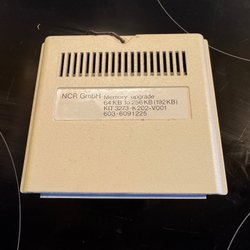 NCR GmbH Memory upgrade
64KB to 256KB (192KB)
KIT 3273-K202-V001
603-6091225